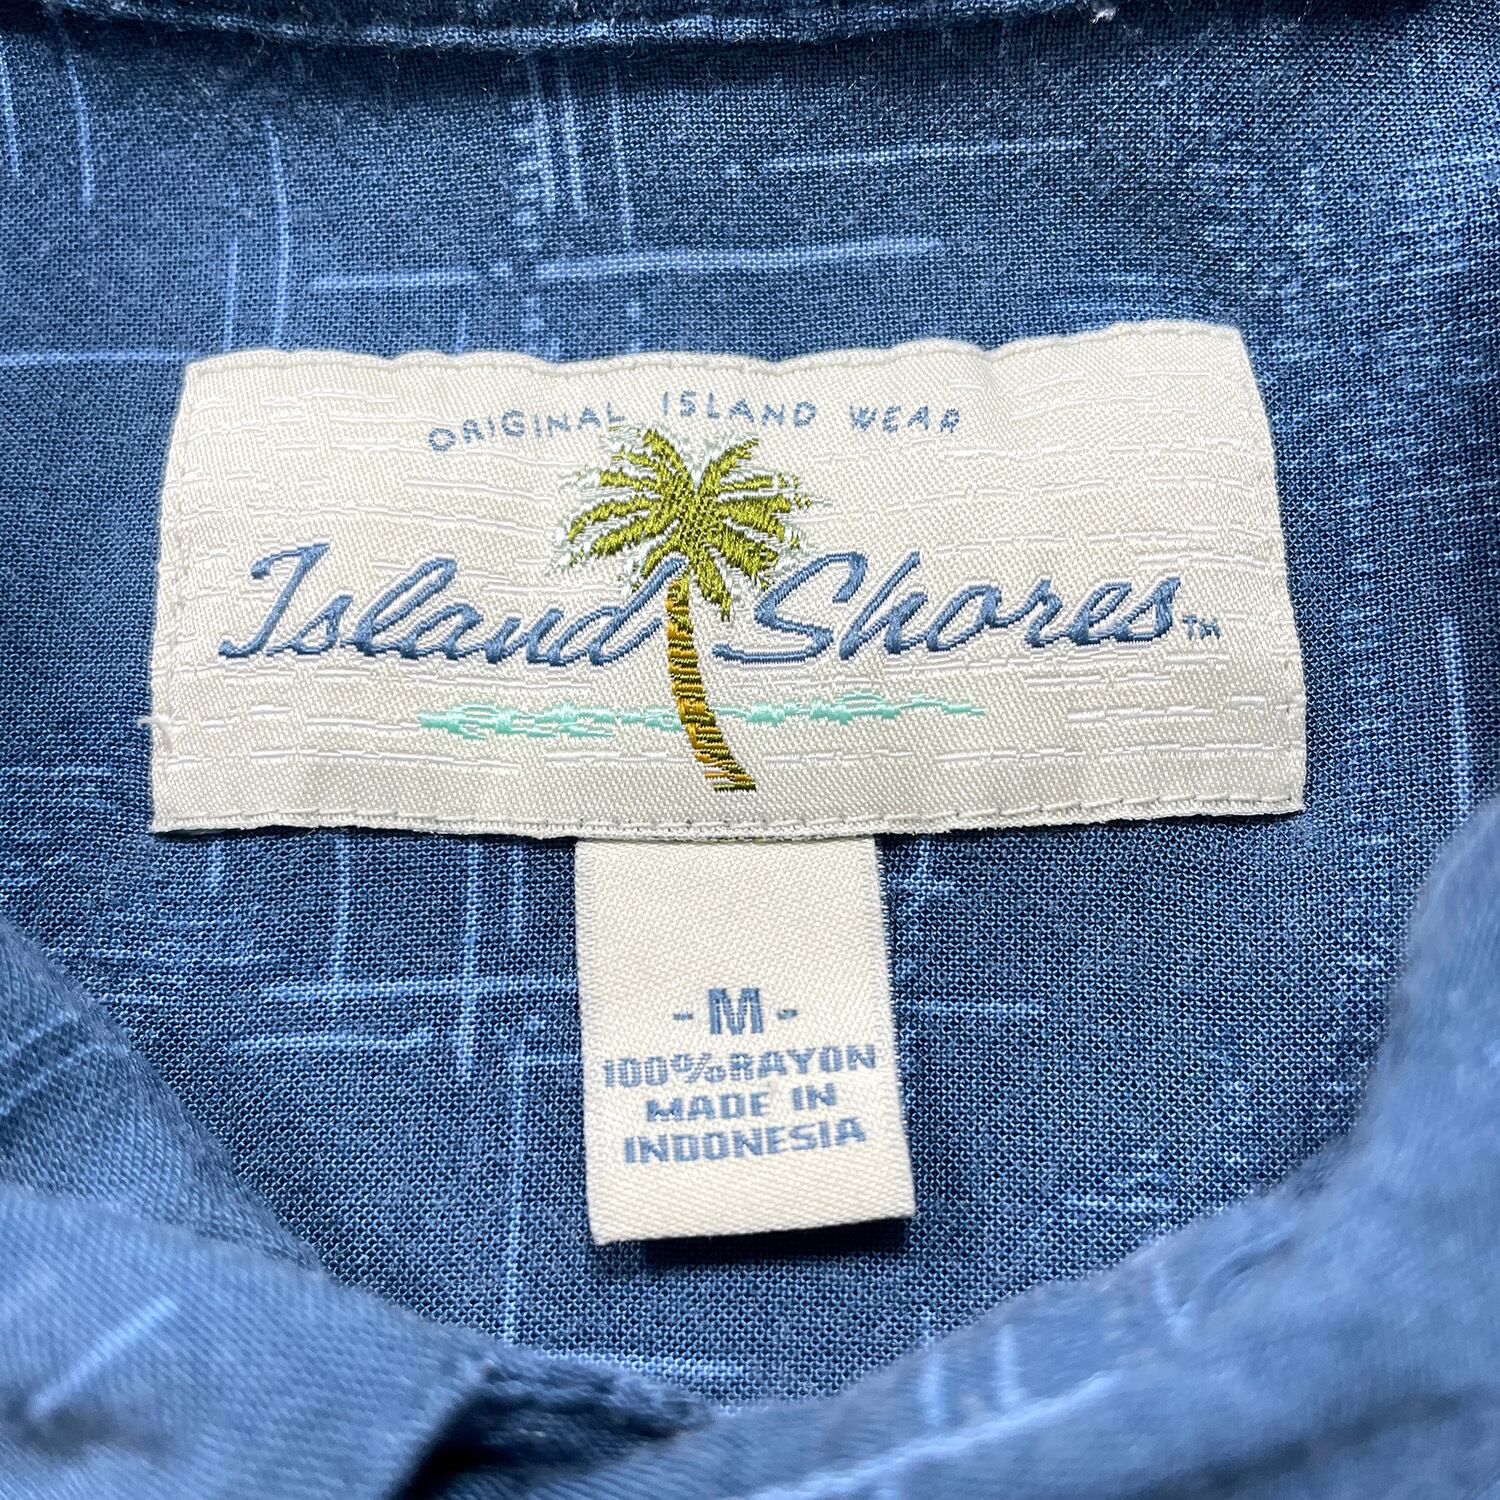 ORIGINAL ISLAND WEAR
Island Shores™
-M-
100%RAYON
MADE IN
INDONESIA